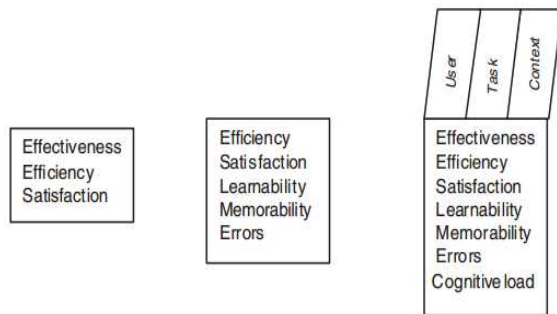 User
Task
Context
Effectiveness
Efficiency
Satisfaction
Efficiency
Satisfaction
Learnability
Memorability
Errors
Effectiveness
Efficiency
Satisfaction
Learnability
Memorability
Errors
Cognitive load